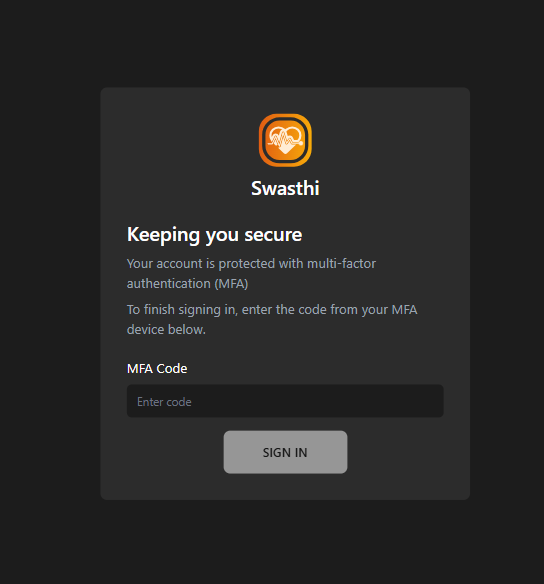 Swasthi
Keeping you secure
Your account is protected with multi-factor
authentication (MFA)
To finish signing in, enter the code from your MFA
device below.
MFA Code
Enter code
SIGN IN